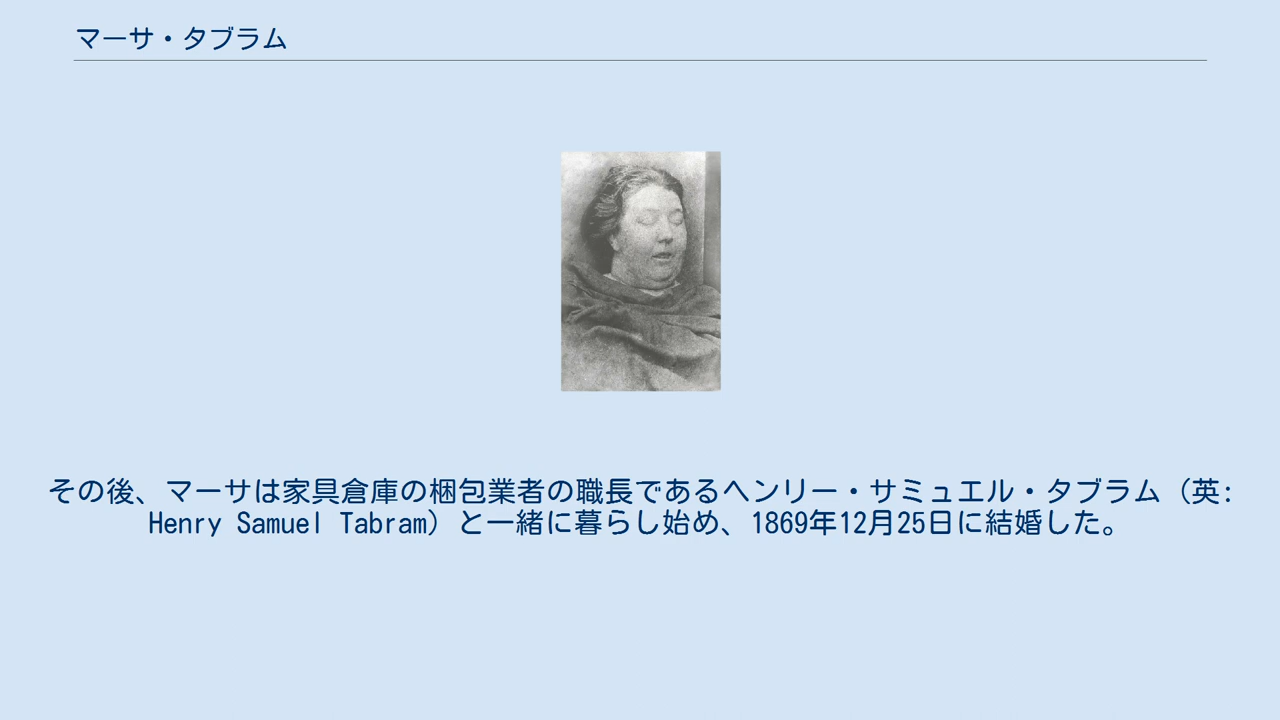 マーサ・タブラム
その後、マーサは家具倉庫の梱包業者の職長であるヘンリー・サミュエル・タブラム（英:
Henry Samuel Tabram）と一緒に暮らし始め、1869年12月25日に結婚した。